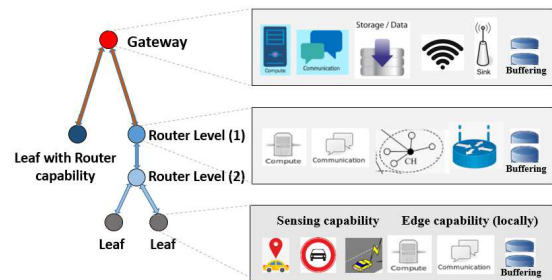 Gateway
Storage / Data
Compute
Communication
Sink
Buffering
Leaf with Router
capability
Router Level (1)
Router Level (2)
Compute
Communication
CH
Buffering
Leaf
Leaf
Sensing capability
Edge capability (locally)
Compute
Communication
Buffering